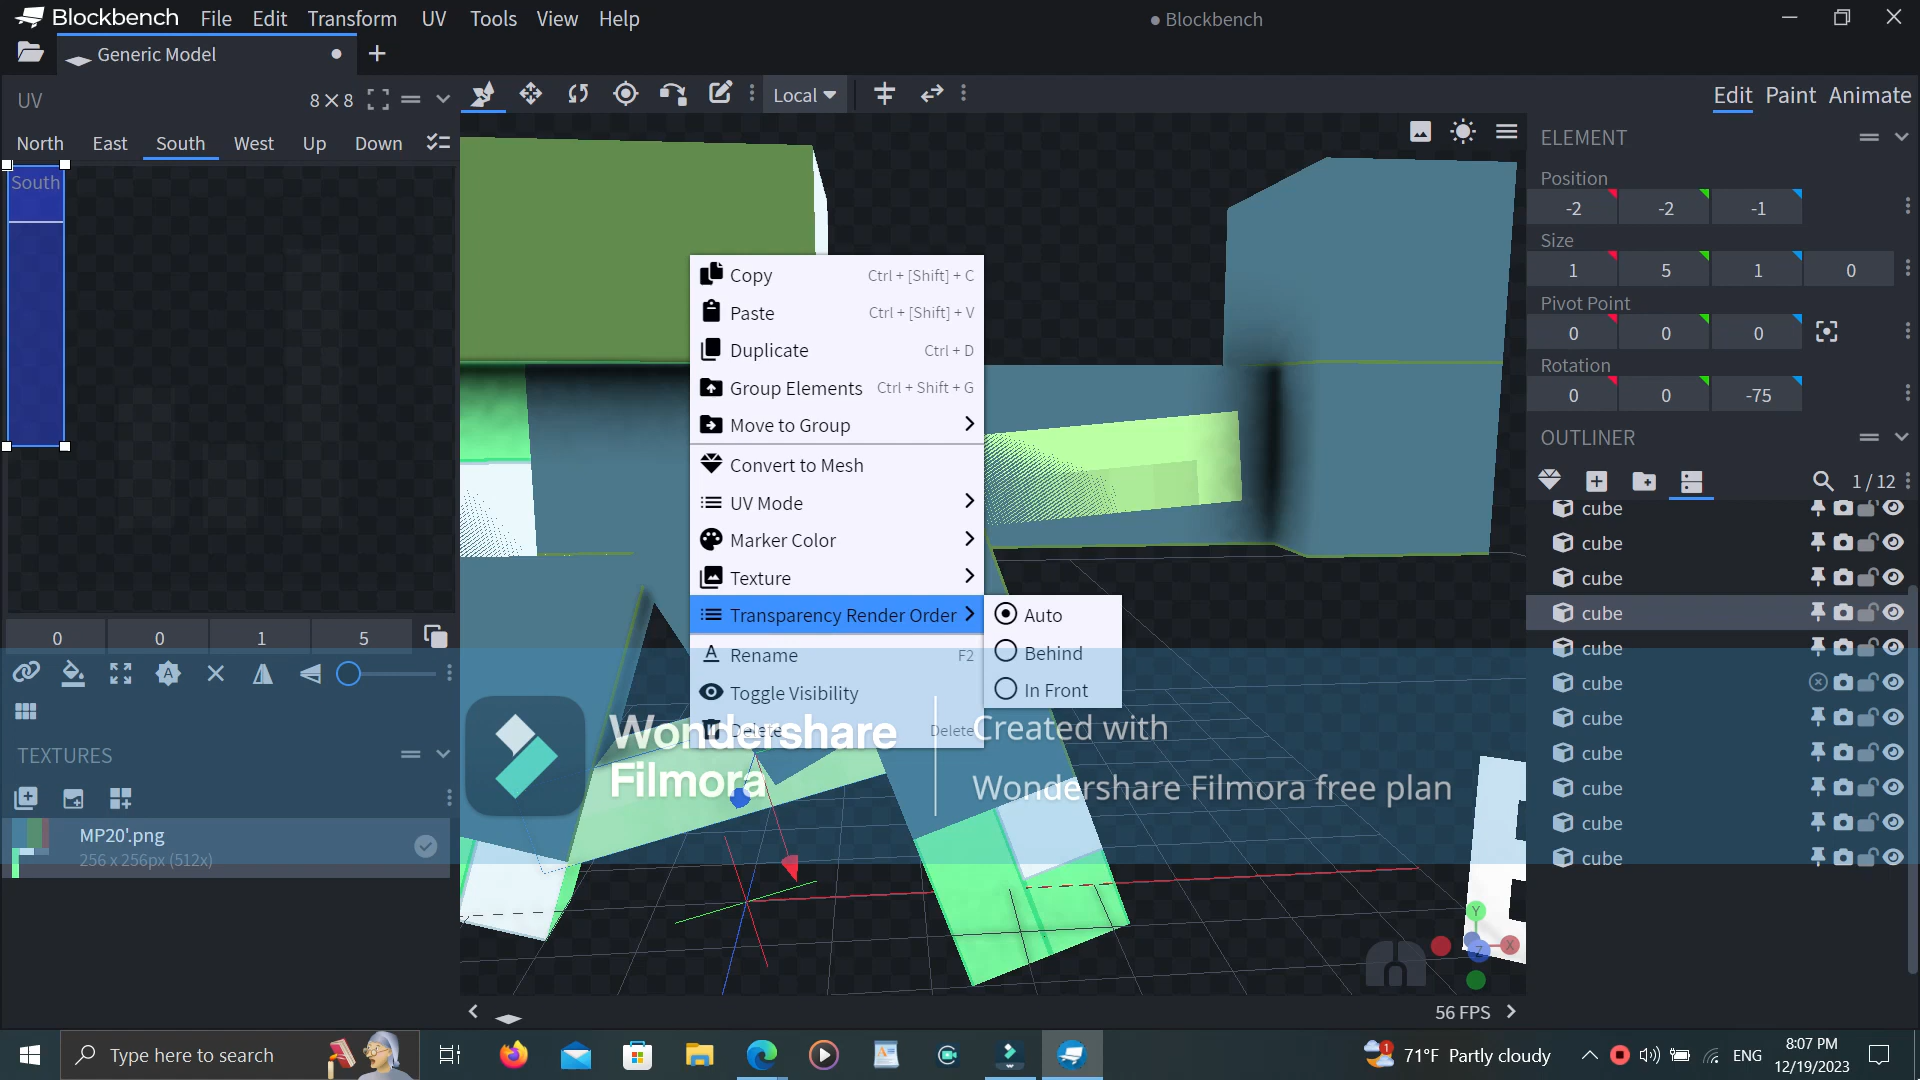 Blockbench File Edit Transform UV Tools View Help
● Blockbench
Generic Model
UV 8 × 8
Local
Edit Paint Animate
North East South West Up Down
South
ELEMENT
Position
-2 -2 -1
Size
1 5 1 0
Pivot Point
0 0 0
Rotation
0 0 -75
OUTLINER
1 / 12
cube
cube
cube
cube
cube
cube
cube
cube
cube
cube
cube
Copy Ctrl + [Shift] + C
Paste Ctrl + [Shift] + V
Duplicate Ctrl + D
Group Elements Ctrl + Shift + G
Move to Group
Convert to Mesh
UV Mode
Marker Color
Texture
Transparency Render Order
Rename F2
Toggle Visibility
Delete Delete
Auto
Behind
In Front
0 0 1 5
TEXTURES
MP20'.png
256 x 256px (512x)
Wondershare
Filmora
Created with
Wondershare Filmora free plan
Y
X
Z
56 FPS
Type here to search
1
71°F Partly cloudy
ENG
8:07 PM
12/19/2023